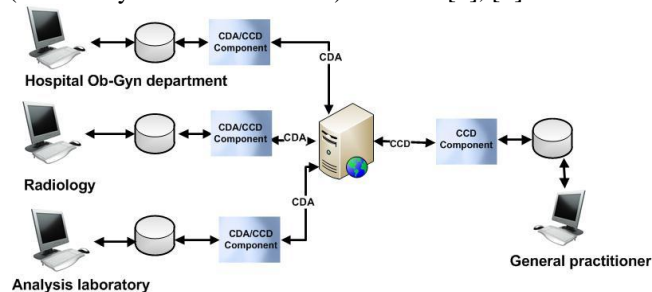 CDA/CCD
Component
CDA
Hospital Ob-Gyn department
CDA/CCD
Component
CDA
CCD
CCD
Component
Radiology
CDA
CDA/CCD
Component
General practitioner
Analysis laboratory